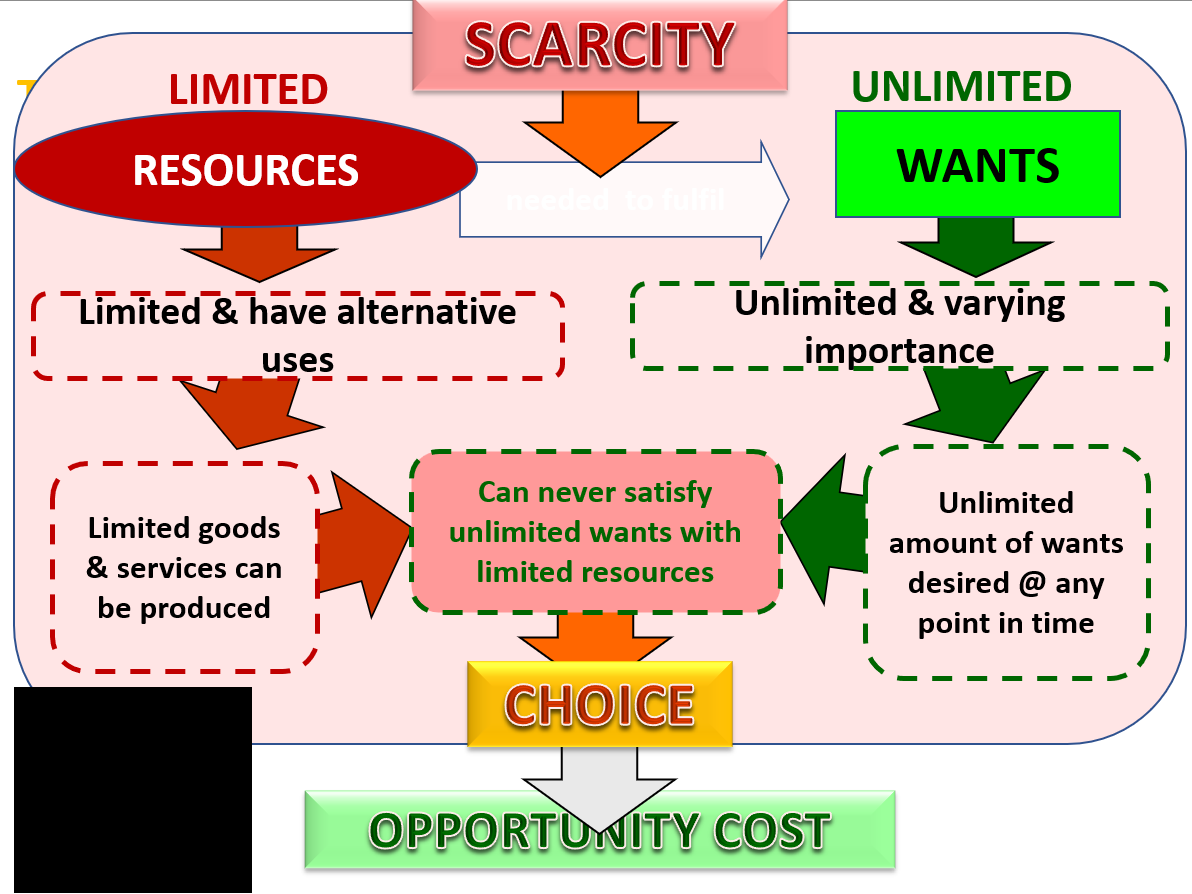 SCARCITY
LIMITED
UNLIMITED
RESOURCES
WANTS
needed to fulfil
Limited & have alternative
uses
Unlimited & varying
importance
Limited goods
& services can
be produced
Can never satisfy
unlimited wants with
limited resources
Unlimited
amount of wants
desired @ any
point in time
CHOICE
OPPORTUNITY COST